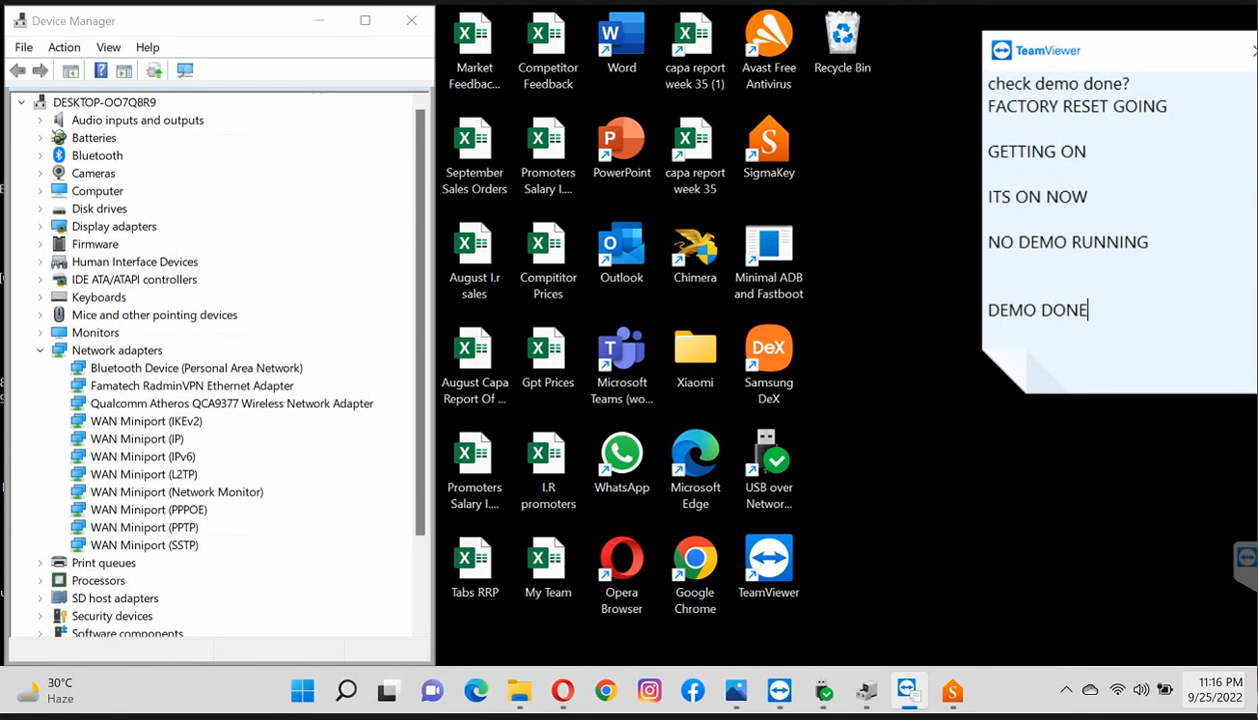 Device Manager
File Action View Help
DESKTOP-OO7Q8R9
Audio inputs and outputs
Batteries
Bluetooth
Cameras
Computer
Disk drives
Display adapters
Firmware
Human Interface Devices
IDE ATA/ATAPI controllers
Keyboards
Mice and other pointing devices
Monitors
Network adapters
Bluetooth Device (Personal Area Network)
Famatech RadminVPN Ethernet Adapter
Qualcomm Atheros QCA9377 Wireless Network Adapter
WAN Miniport (IKEv2)
WAN Miniport (IP)
WAN Miniport (IPv6)
WAN Miniport (L2TP)
WAN Miniport (Network Monitor)
WAN Miniport (PPPOE)
WAN Miniport (PPTP)
WAN Miniport (SSTP)
Print queues
Processors
SD host adapters
Security devices
Software components
Market
Feedbac...
Competitor
Feedback
Word
capa report
week 35 (1)
Avast Free
Antivirus
Recycle Bin
September
Sales Orders
Promoters
Salary I....
PowerPoint
capa report
week 35
SigmaKey
August I.r
sales
Compititor
Prices
Outlook
Chimera
Minimal ADB
and Fastboot
August Capa
Report Of ...
Gpt Prices
Microsoft
Teams (wo...
Xiaomi
DeX
Samsung
DeX
Promoters
Salary I....
I.R
promoters
WhatsApp
Microsoft
Edge
USB over
Networ...
Tabs RRP
My Team
Opera
Browser
Google
Chrome
TeamViewer
TeamViewer
check demo done?
FACTORY RESET GOING
GETTING ON
ITS ON NOW
NO DEMO RUNNING
DEMO DONE
30°C
Haze
11:16 PM
9/25/2022